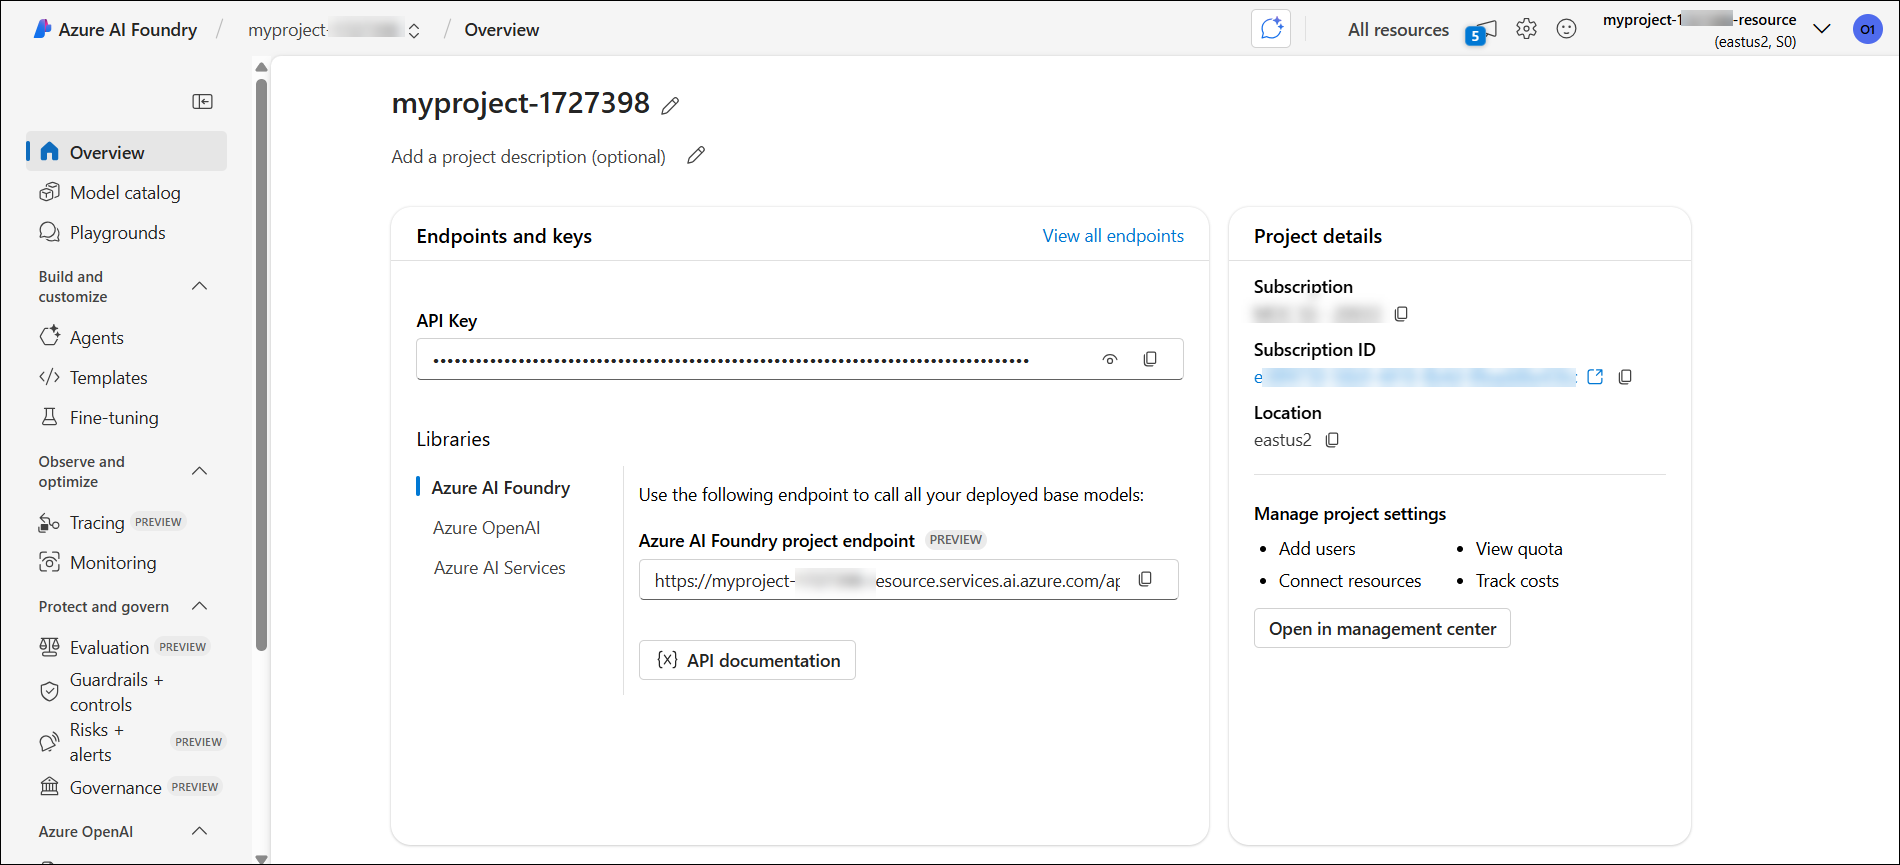 Azure AI Foundry / myproject- / Overview
All resources
5
myproject-1 -resource
(eastus2, S0)
O1
Overview
Model catalog
Playgrounds
Build and
customize
Agents
Templates
Fine-tuning
Observe and
optimize
Tracing PREVIEW
Monitoring
Protect and govern
Evaluation PREVIEW
Guardrails +
controls
Risks +
alerts PREVIEW
Governance PREVIEW
Azure OpenAI
myproject-1727398
Add a project description (optional)
Endpoints and keys
View all endpoints
API Key
Libraries
Azure AI Foundry
Azure OpenAI
Azure AI Services
Use the following endpoint to call all your deployed base models:
Azure AI Foundry project endpoint PREVIEW
https://myproject- esource.services.ai.azure.com/ap
{x} API documentation
Project details
Subscription
Subscription ID
e
Location
eastus2
Manage project settings
• Add users
• View quota
• Connect resources
• Track costs
Open in management center